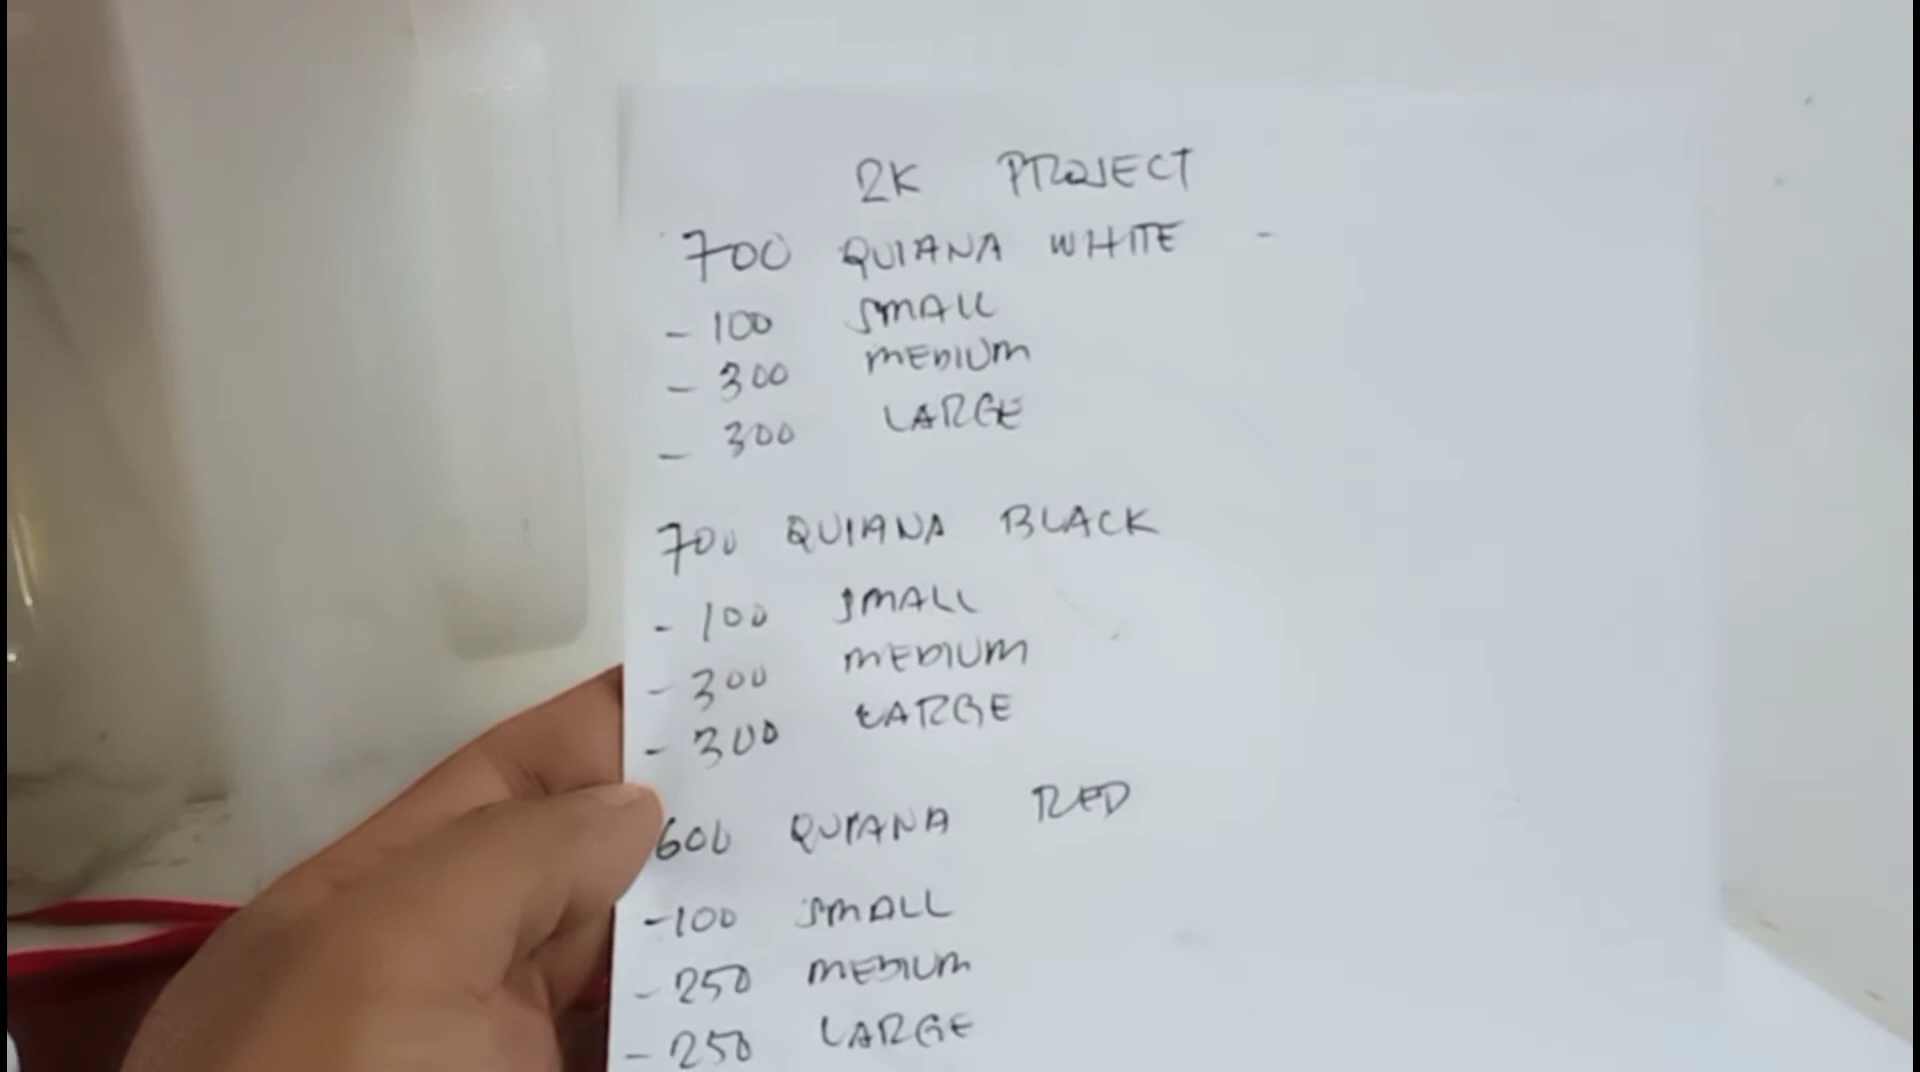 2K PROJECT
700 QUIANA WHITE -
- 100 SMALL
- 300 MEDIUM
- 300 LARGE
700 QUIANA BLACK
- 100 SMALL
- 300 MEDIUM
- 300 LARGE
600 QUIANA RED
- 100 SMALL
- 250 MEDIUM
- 250 LARGE